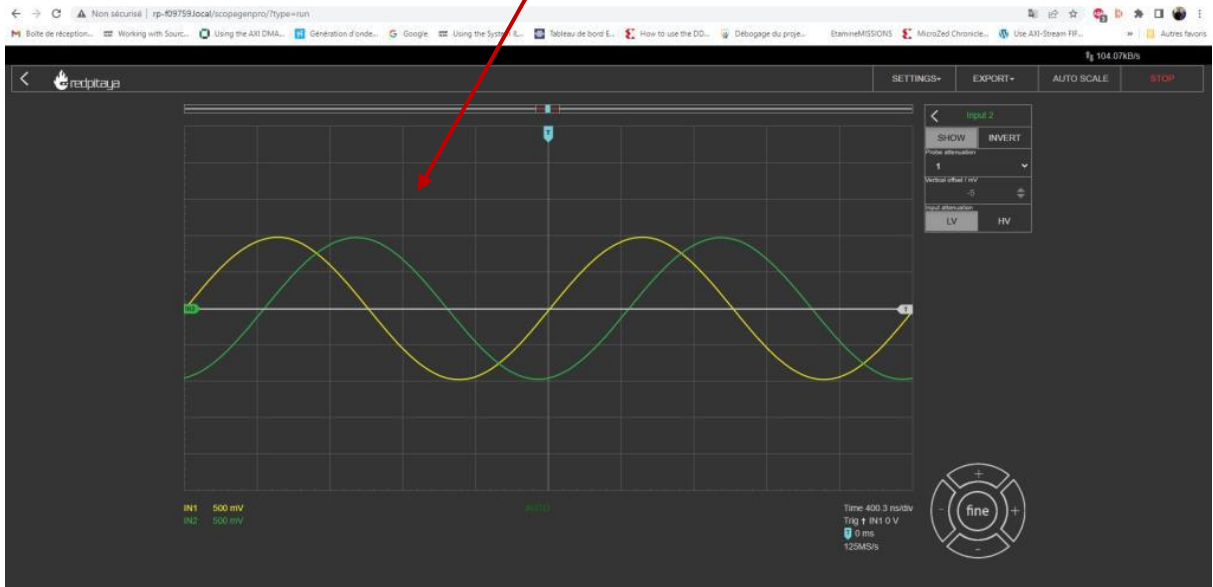 Non sécurisé | rp-f09759.local/scopegenpro/?type=run
Boîte de réception... Working with Sourc... Using the AXI DMA... Génération d'onde... Google Using the System IL... Tableau de bord E... How to use the DD... Débogage du proje... EtamineMISSIONS MicroZed Chronicle... Use AXI-Stream FIF... » Autres favoris
104.07kB/s
redpitaya SETTINGS EXPORT AUTO SCALE STOP
Input 2
SHOW INVERT
Probe attenuation
1
Vertical offset / mV
-5
Input attenuation
LV HV
T
IN2
T
IN1 500 mV
IN2 500 mV
AUTO
Time 400.3 ns/div
Trig IN1 0 V
T 0 ms
125MS/s
+
- fine +
-